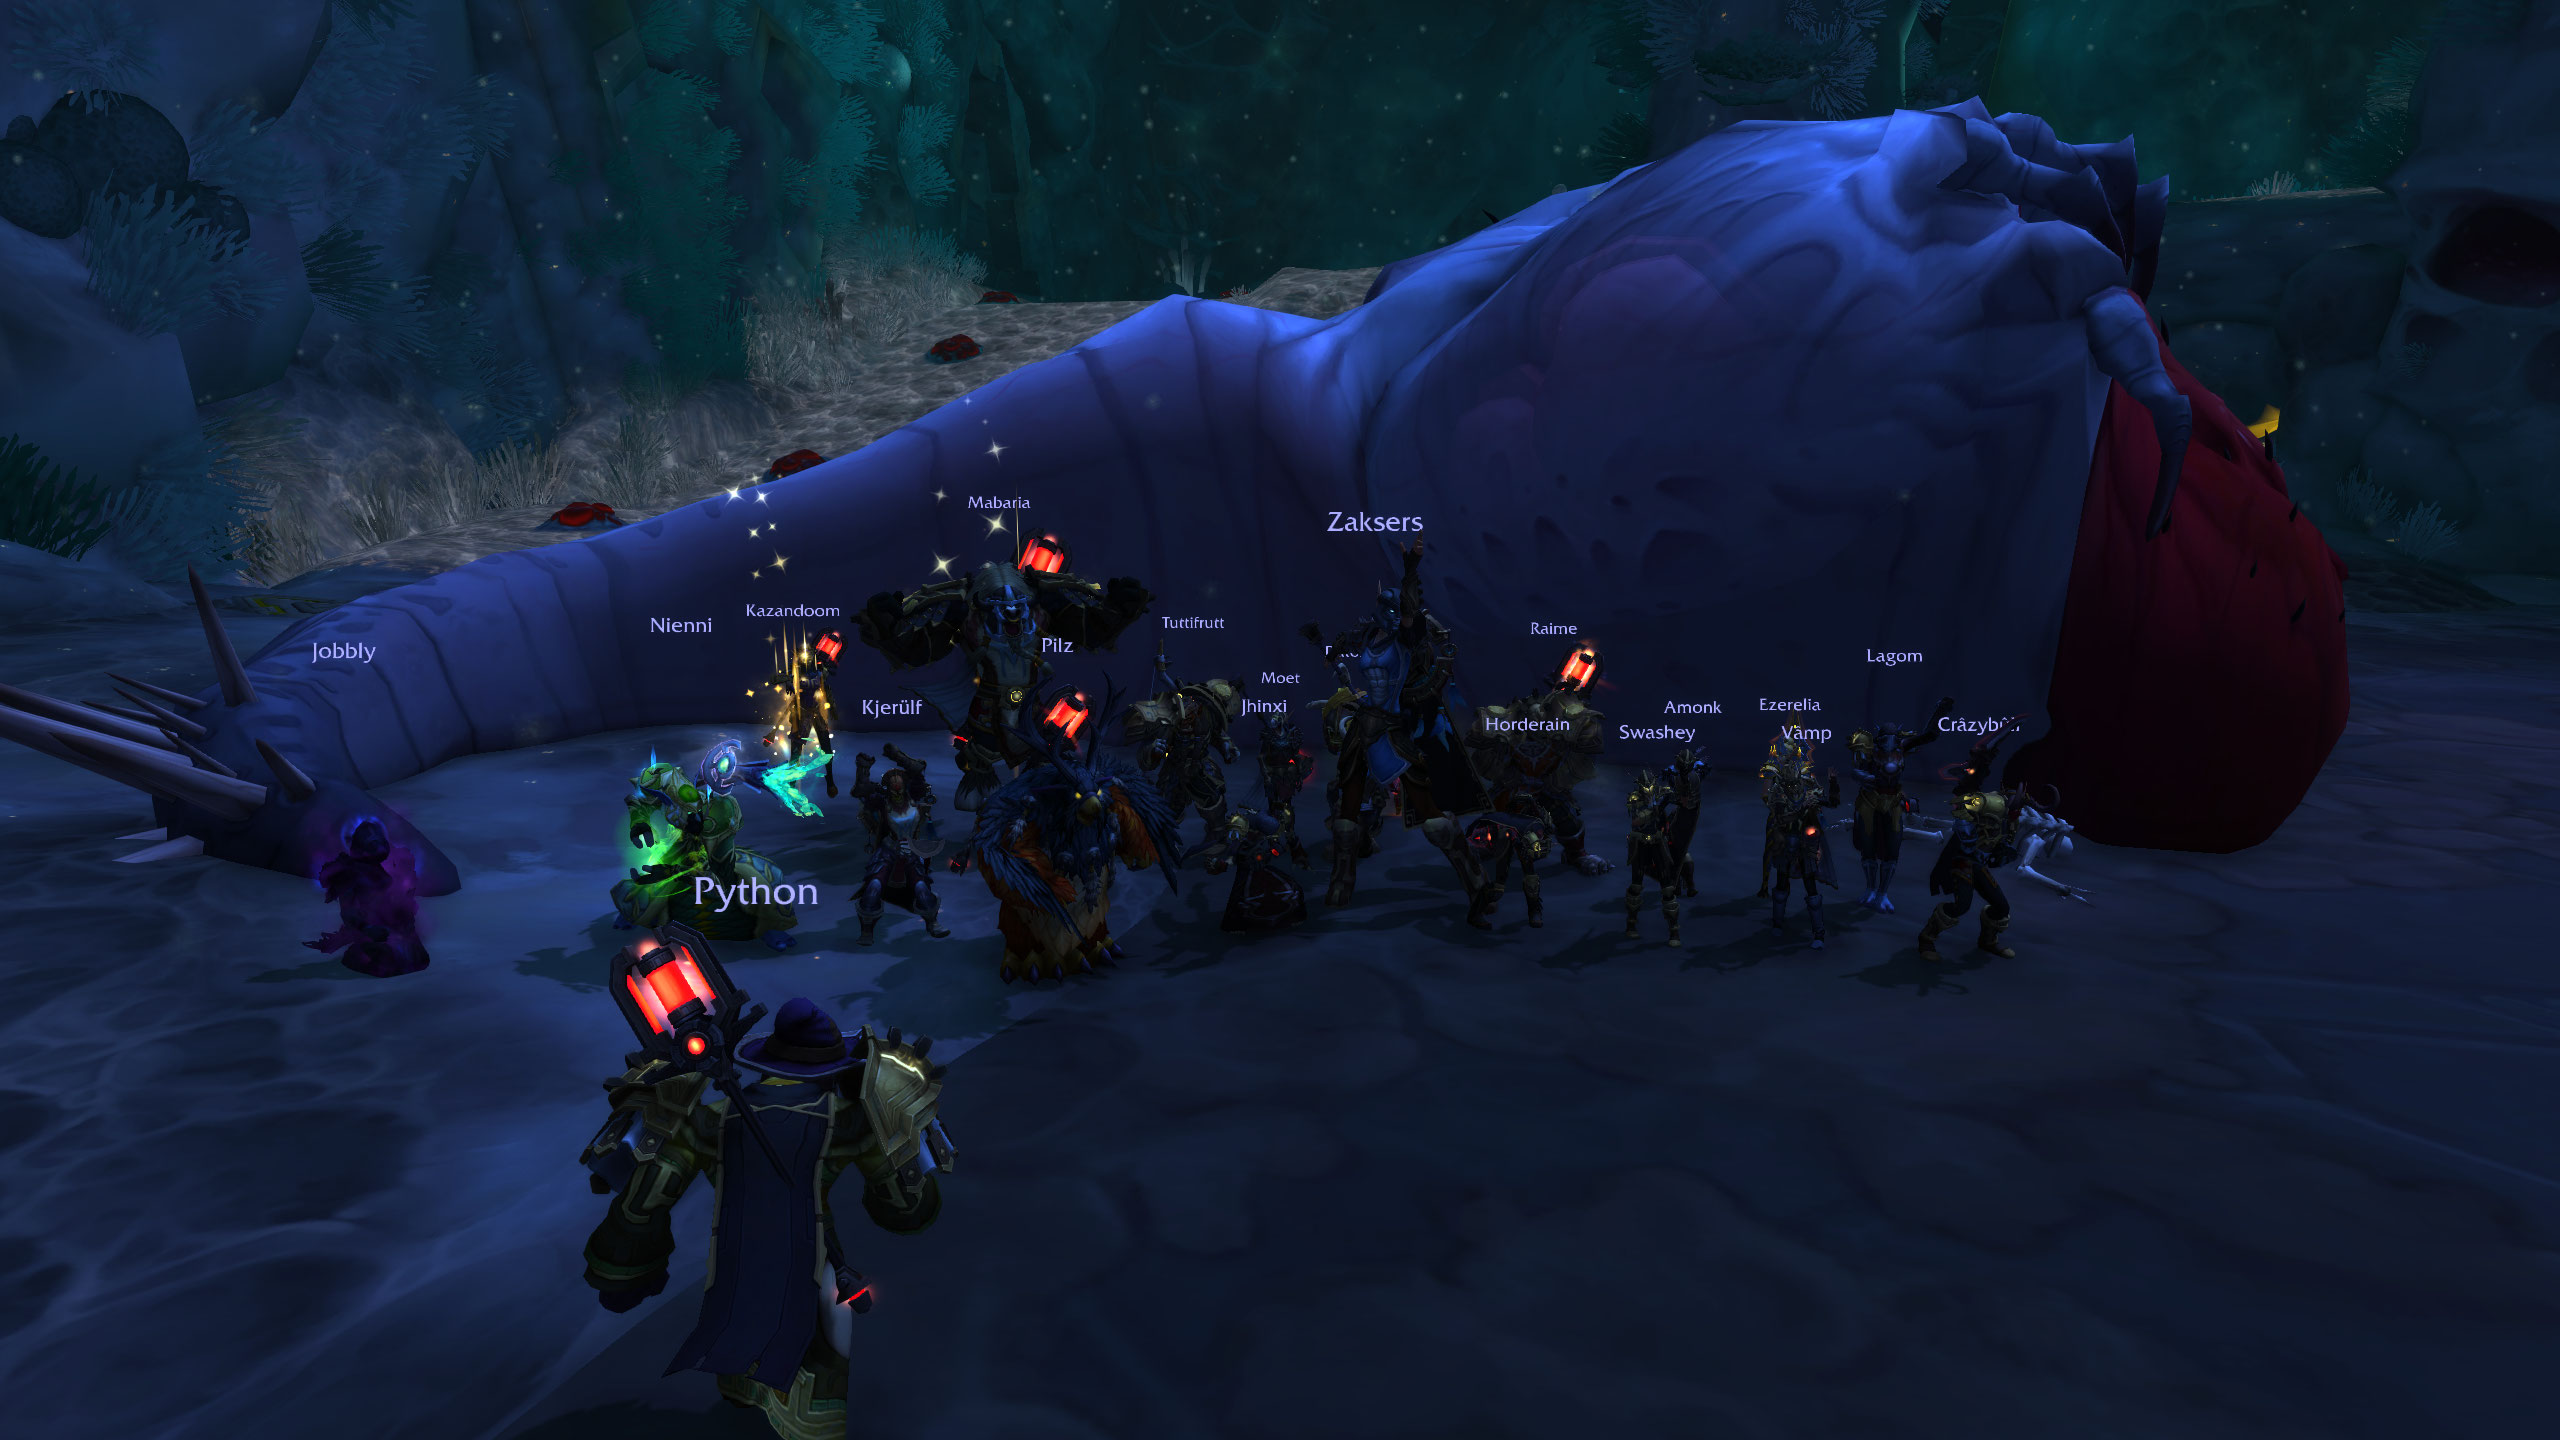 Mabaria
Zaksers
Kazandoom
Nienni
Tuttifrutt
Raime
Pilz
Jobbly
Lagom
Moet
Kjerülf
Jhinxi
Amonk
Ezerelia
Horderain
Swashey
Vamp
Python